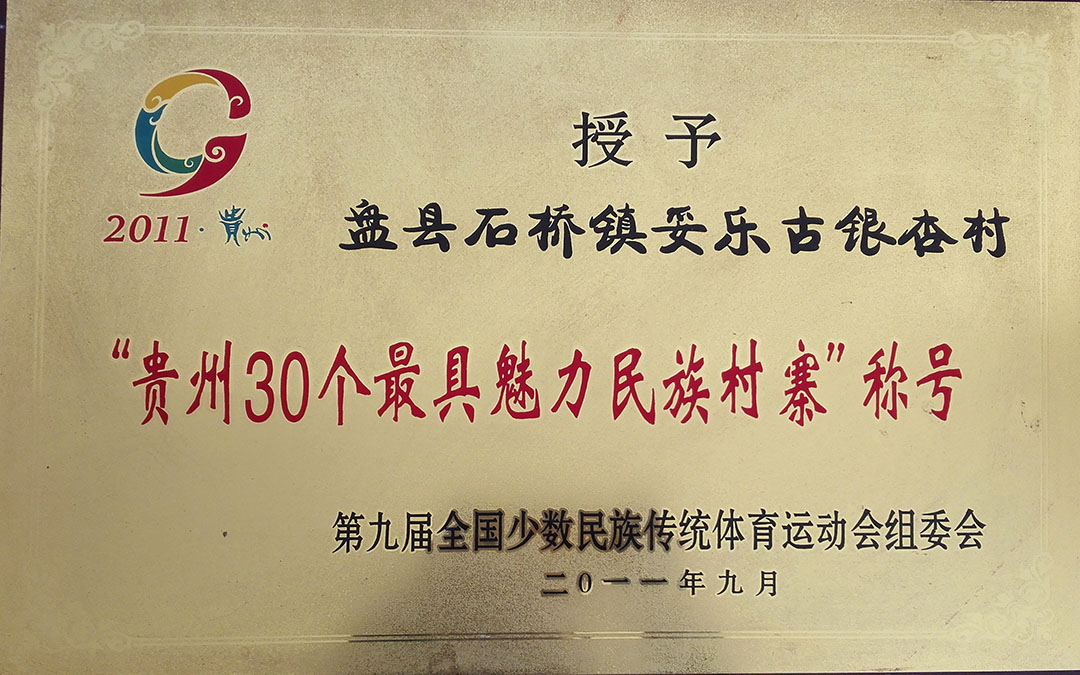 授予
2011·贵州
盘县石桥镇妥乐古银杏村
“贵州30个最具魅力民族村寨”称号
第九届全国少数民族传统体育运动会组委会
二0一一年九月